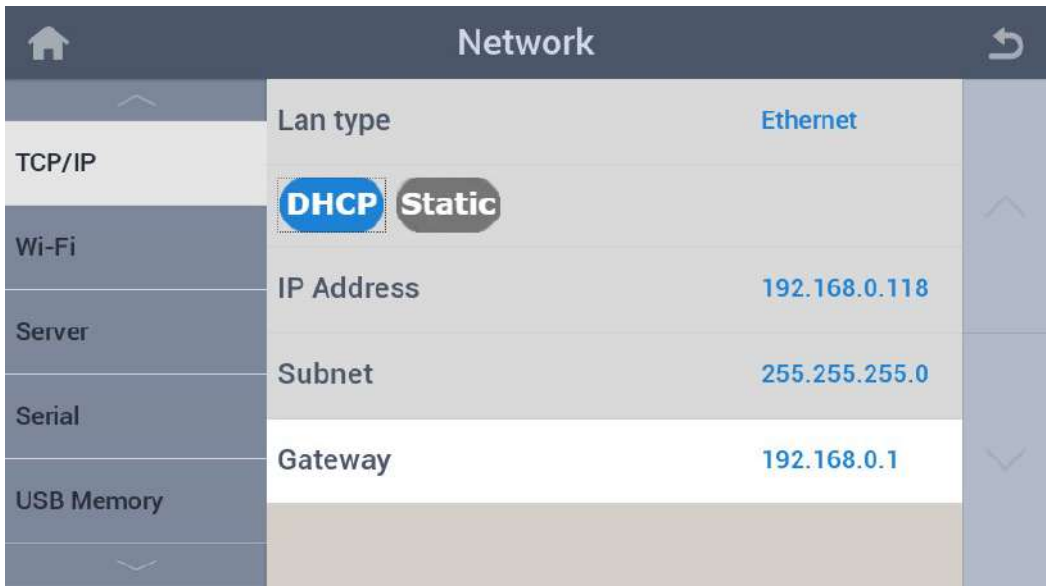 Network
TCP/IP
Wi-Fi
Server
Serial
USB Memory
Lan type Ethernet
DHCP Static
IP Address 192.168.0.118
Subnet 255.255.255.0
Gateway 192.168.0.1